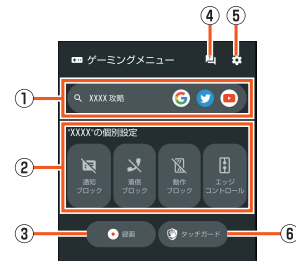 ④ ⑤
ゲーミングメニュー
① XXXX 攻略
"XXXX"の個別設定
②
通知 着信 動作 エッジ
ブロック ブロック ブロック コントロール
③ 録画 タッチガード ⑥